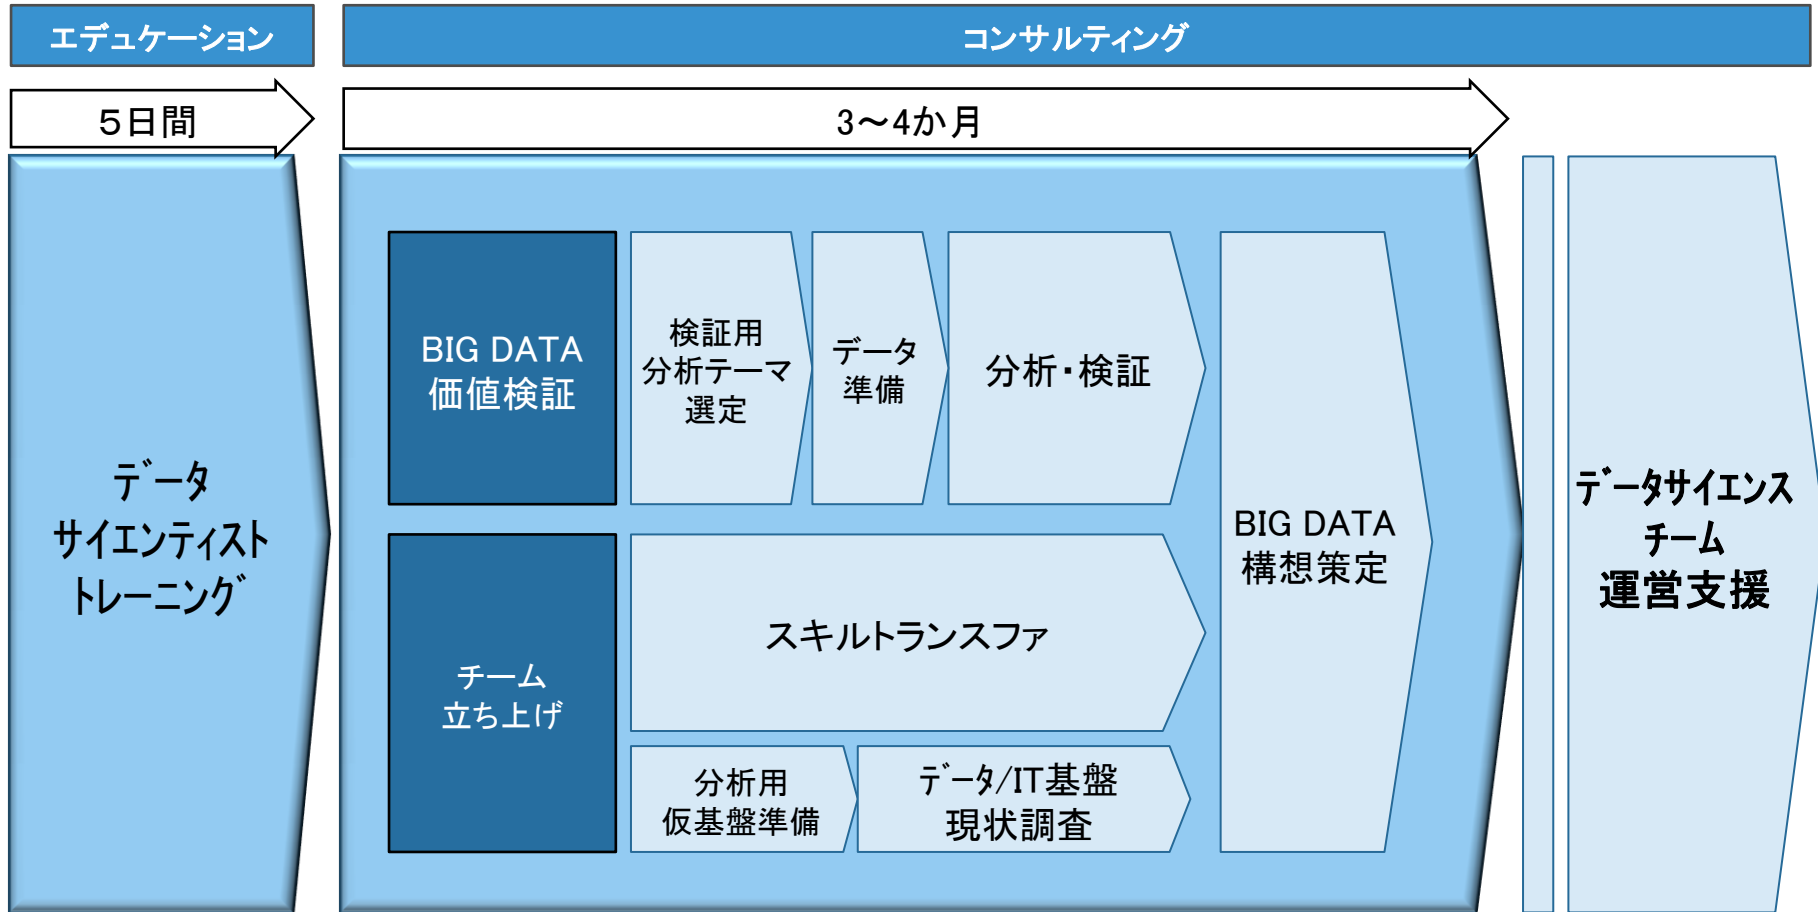 エデュケーション
コンサルティング
５日間
3～4か月
データ
サイエンティスト
トレーニング
BIG DATA
価値検証
検証用
分析テーマ
選定
データ
準備
分析・検証
BIG DATA
構想策定
チーム
立ち上げ
スキルトランスファ
分析用
仮基盤準備
データ/IT基盤
現状調査
データサイエンス
チーム
運営支援